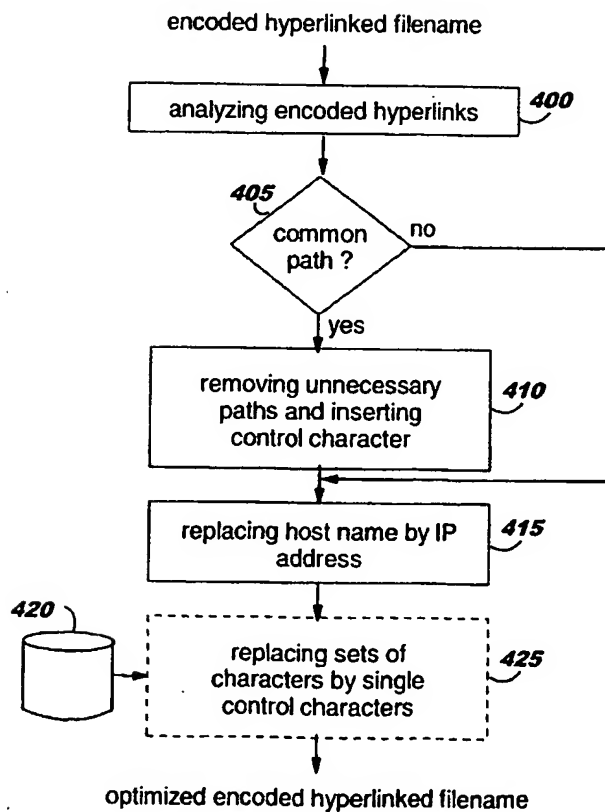 encoded hyperlinked filename
analyzing encoded hyperlinks
400
405
common
path ?
no
yes
removing unnecessary
paths and inserting
control character
410
replacing host name by IP
address
415
420
replacing sets of
characters by single
control characters
425
optimized encoded hyperlinked filename